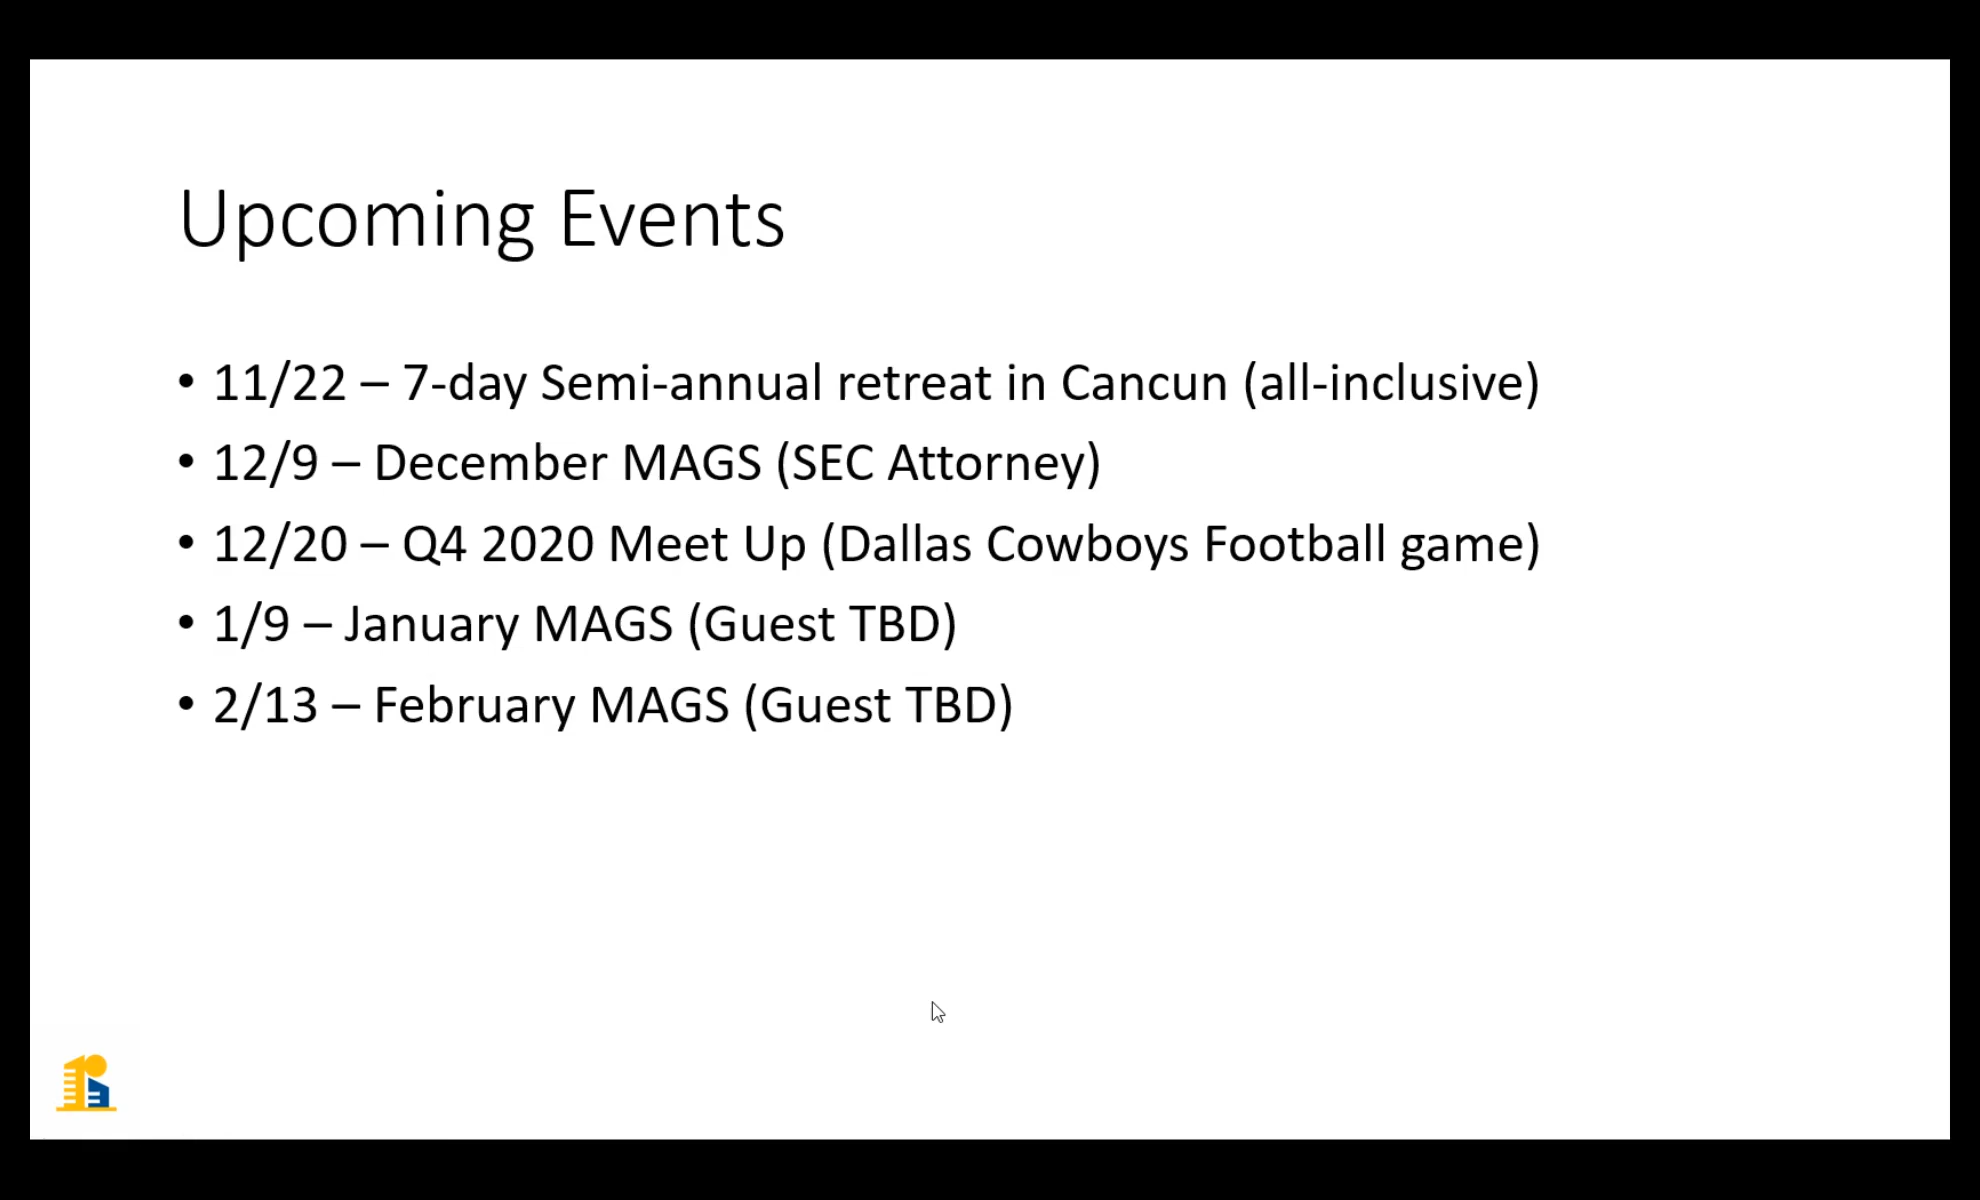 Upcoming Events
• 11/22 – 7-day Semi-annual retreat in Cancun (all-inclusive)
• 12/9 – December MAGS (SEC Attorney)
• 12/20 – Q4 2020 Meet Up (Dallas Cowboys Football game)
• 1/9 – January MAGS (Guest TBD)
• 2/13 – February MAGS (Guest TBD)